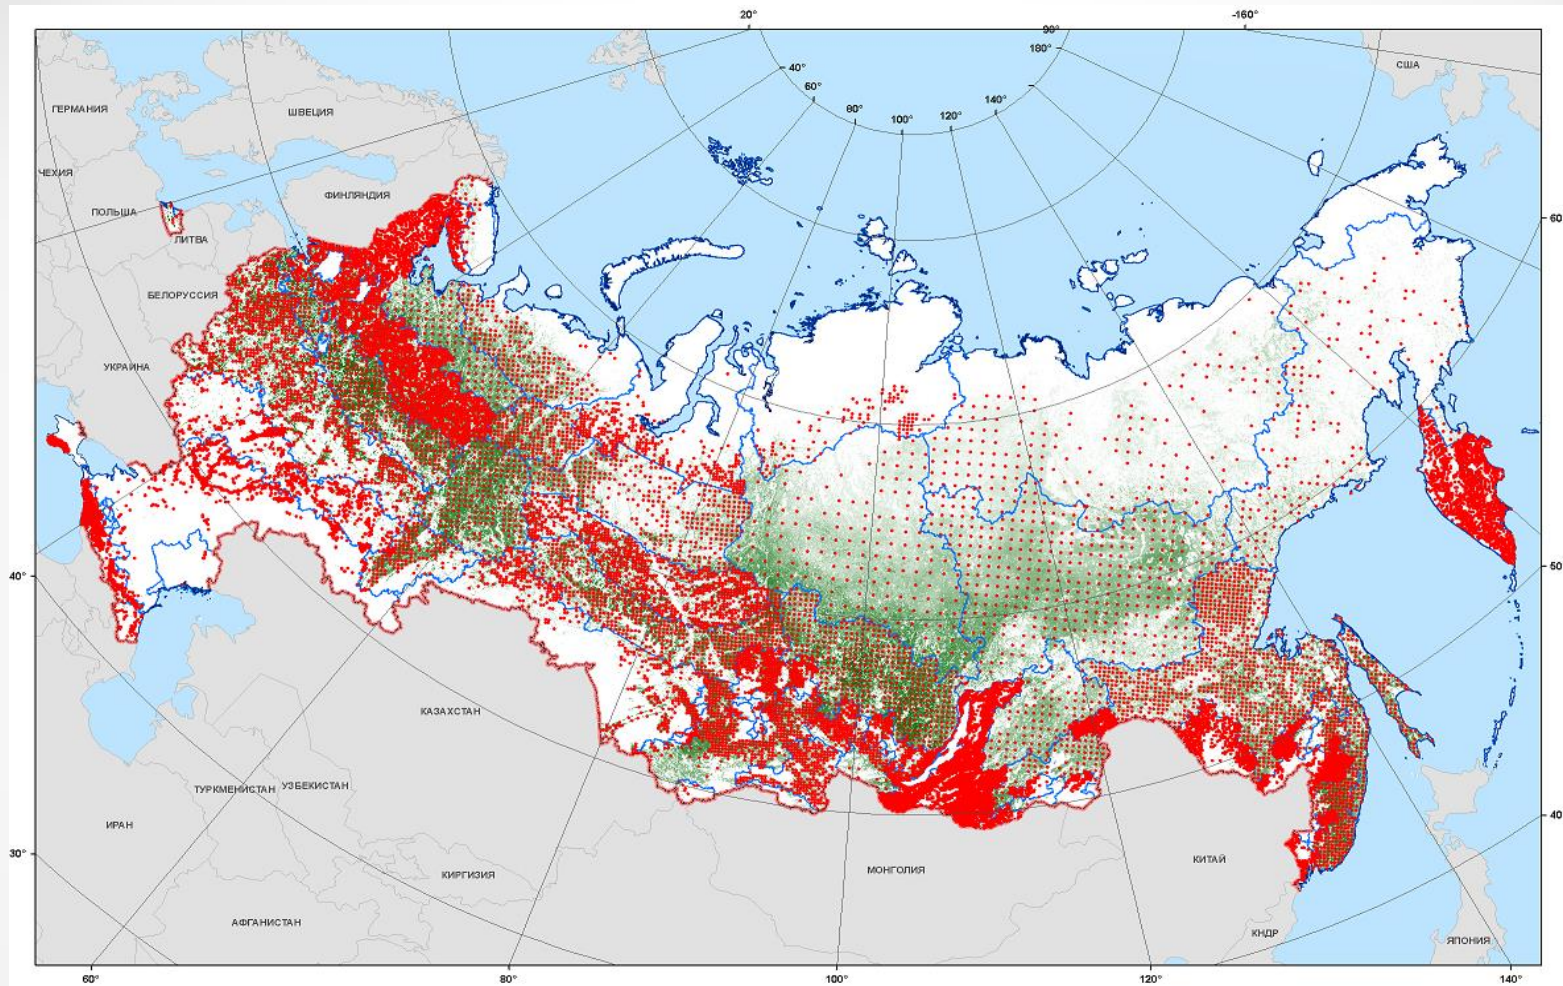 20°
-160°
90°
180°
40°
60°
80°
100°
120°
140°
США
ГЕРМАНИЯ
ШВЕЦИЯ
ЧЕХИЯ
ФИНЛЯНДИЯ
ПОЛЬША
60
ЛИТВА
БЕЛОРУССИЯ
УКРАИНА
40°
50
КАЗАХСТАН
ТУРКМЕНИСТАН
УЗБЕКИСТАН
ИРАН
40
30°
КИРГИЗИЯ
МОНГОЛИЯ
КИТАЙ
АФГАНИСТАН
КНДР
ЯПОНИЯ
60°
80°
100°
120°
140°